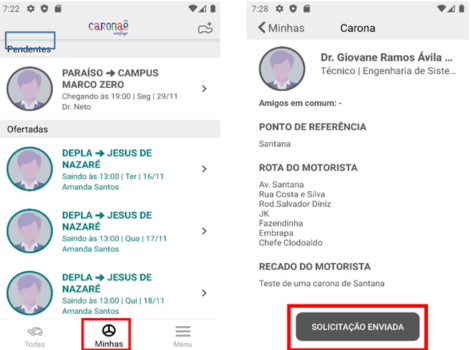 7:22
caronaê
unifap
Pendentes
PARAÍSO ➔ CAMPUS
MARCO ZERO
Chegando às 19:00 | Seg | 29/11
Dr. Neto
Ofertadas
DEPLA ➔ JESUS DE
NAZARÉ
Saindo às 13:00 | Ter | 16/11
Amanda Santos
DEPLA ➔ JESUS DE
NAZARÉ
Saindo às 13:00 | Qua | 17/11
Amanda Santos
DEPLA ➔ JESUS DE
NAZARÉ
Saindo às 13:00 | Qui | 18/11
Amanda Santos
Todas
Minhas
Menu
7:28
Minhas
Carona
Dr. Giovane Ramos Ávila ...
Técnico | Engenharia de Siste...
Amigos em comum: -
PONTO DE REFERÊNCIA
Santana
ROTA DO MOTORISTA
Av. Santana
Rua Costa e Silva
Rod.Salvador Diniz
JK
Fazendinha
Embrapa
Chefe Clodoaldo
RECADO DO MOTORISTA
Teste de uma carona de Santana
SOLICITAÇÃO ENVIADA